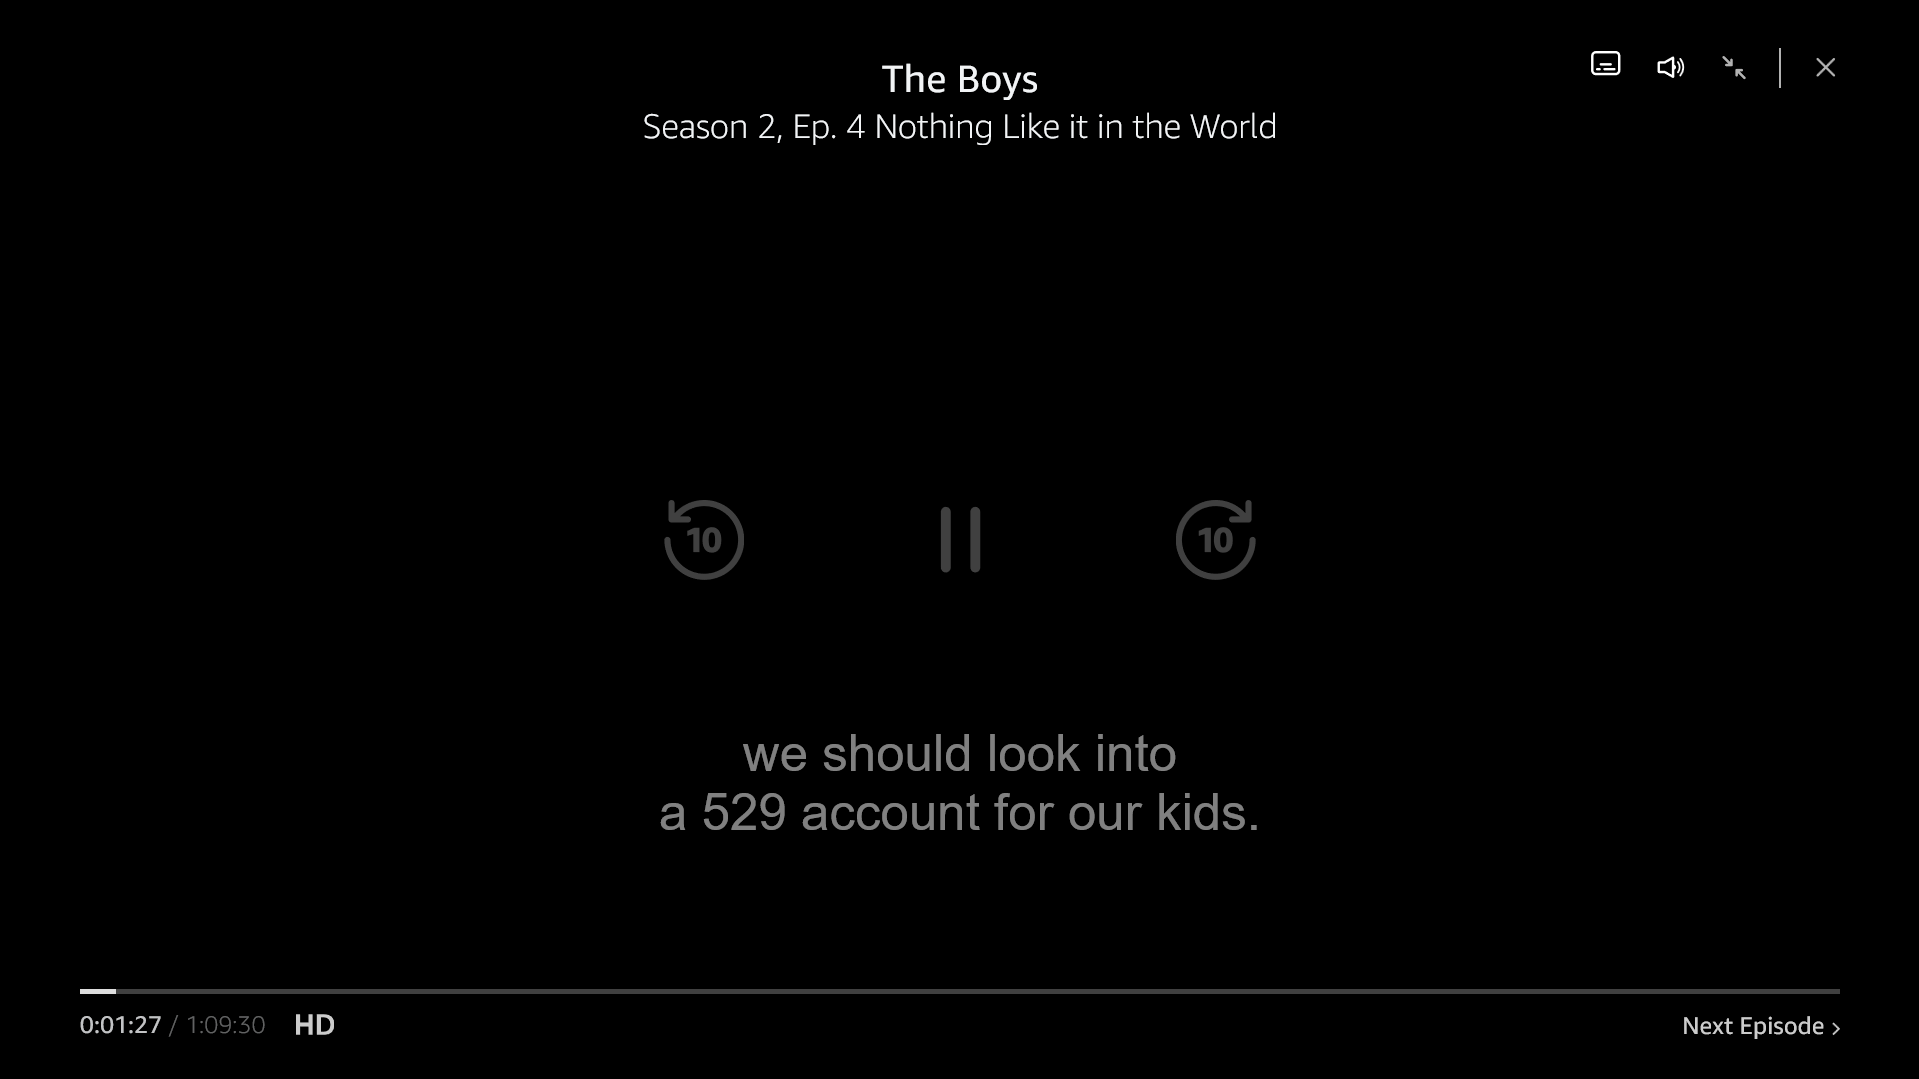 The Boys
Season 2, Ep. 4 Nothing Like it in the World
10
10
we should look into
a 529 account for our kids.
0:01:27 / 1:09:30 HD
Next Episode ›